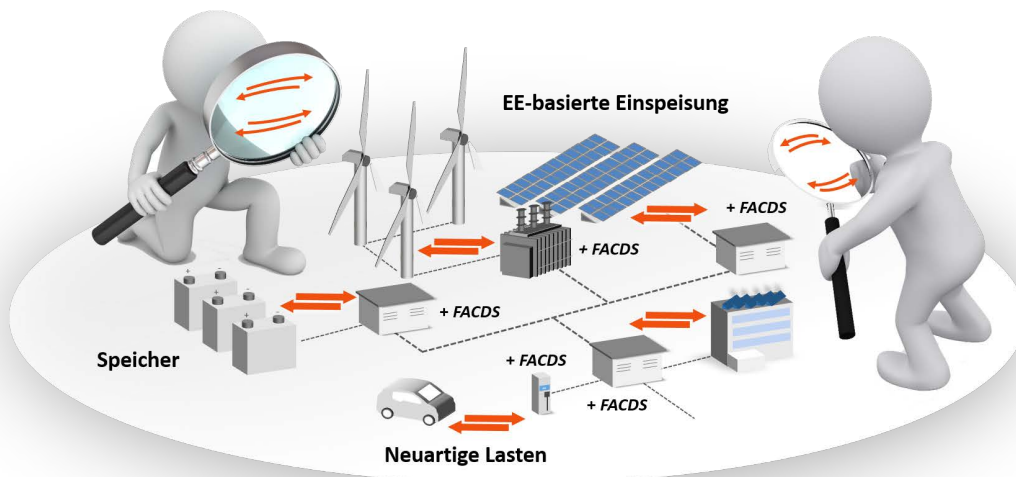 EE-basierte Einspeisung
+ FACDS
+ FACDS
+ FACDS
Speicher
+ FACDS
+ FACDS
Neuartige Lasten